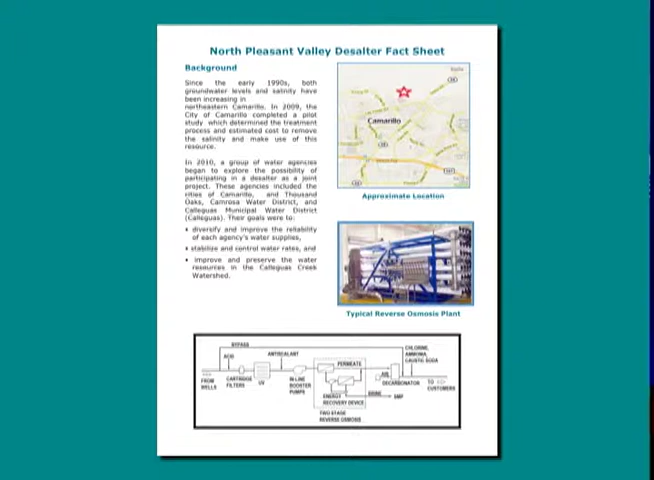 North Pleasant Valley Desalter Fact Sheet
Background
Since the early 1990s, both
groundwater levels and salinity have
been increasing in
northeastern Camarillo. In 2009, the
City of Camarillo completed a pilot
study which determined the treatment
process and estimated cost to remove
the salinity and make use of this
resource.
In 2010, a group of water agencies
began to explore the possibility of
participating in a desalter as a joint
project. These agencies included the
cities of Camarillo, and Thousand
Oaks, Camrosa Water District, and
Calleguas Municipal Water District
(Calleguas). Their goals were to:
• diversify and improve the reliability
of each agency's water supplies,
• stabilize and control water rates, and
• improve and preserve the water
resources in the Calleguas Creek
Watershed.
Camarillo
Approximate Location
Typical Reverse Osmosis Plant
BYPASS
CHLORINE,
AMMONIA,
CAUSTIC SODA
ACID
ANTISCALANT
PERMEATE
AIR
FROM
WELLS
CARTRIDGE
FILTERS
UV
IN-LINE
BOOSTER
PUMPS
DECARBONATOR
TO
CUSTOMERS
ENERGY
RECOVERY DEVICE
BRINE
SMP
TWO STAGE
REVERSE OSMOSIS